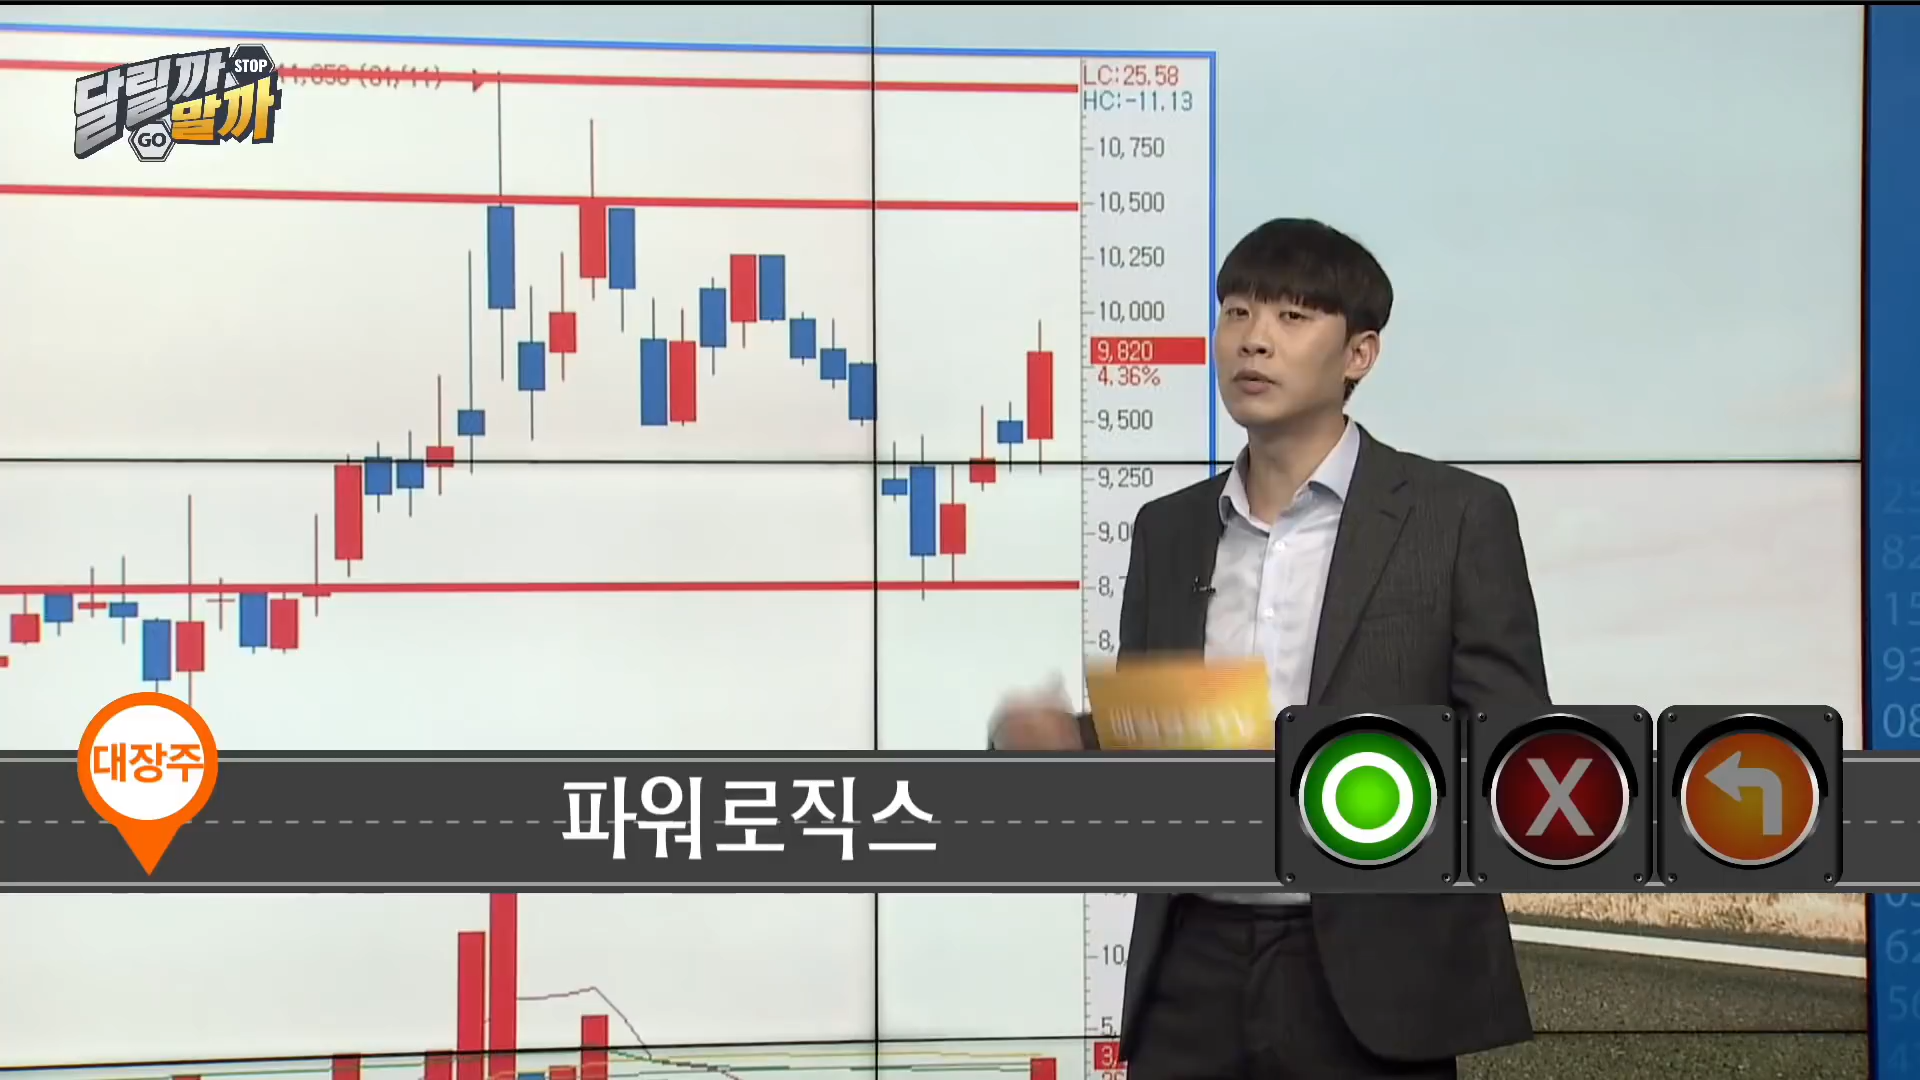 달릴까
STOP
GO
말까
LC:25.58
HC:-11.13
10,750
10,500
10,250
10,000
9,820
4.36%
9,500
9,250
대장주
파워로직스
O
X